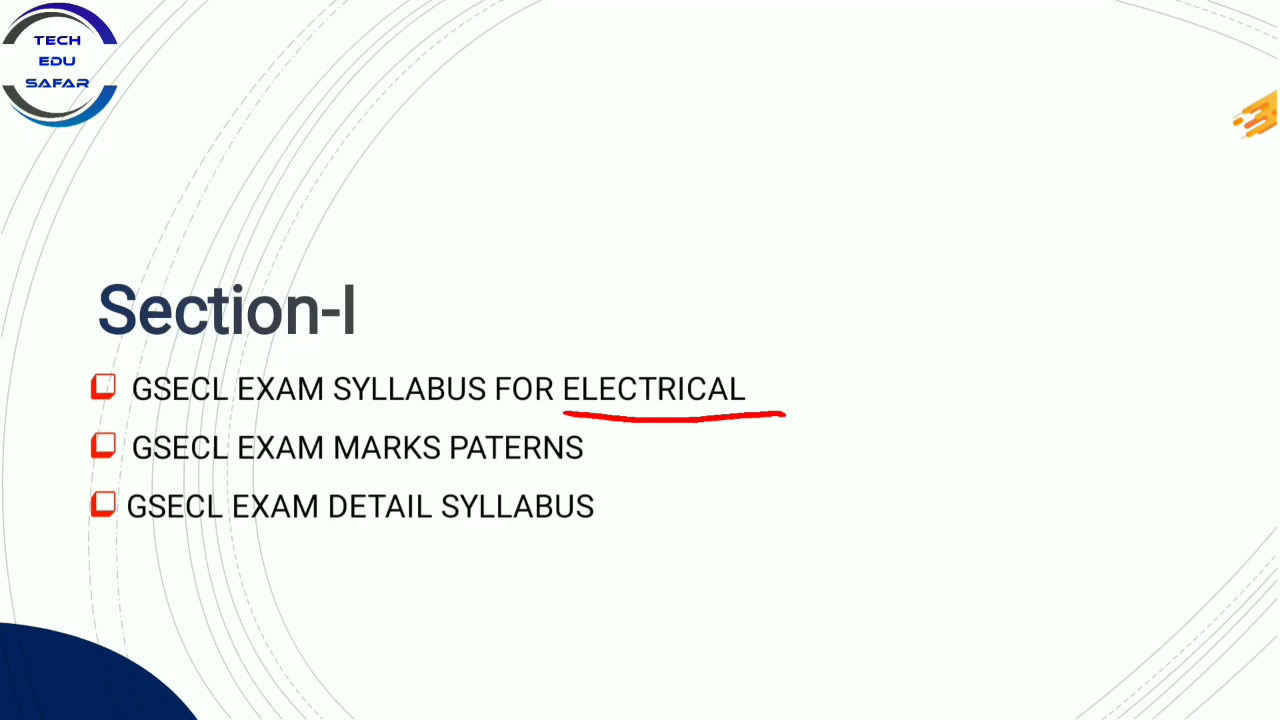 TECH
EDU
SAFAR
Section-I
GSECL EXAM SYLLABUS FOR ELECTRICAL
GSECL EXAM MARKS PATERNS
GSECL EXAM DETAIL SYLLABUS